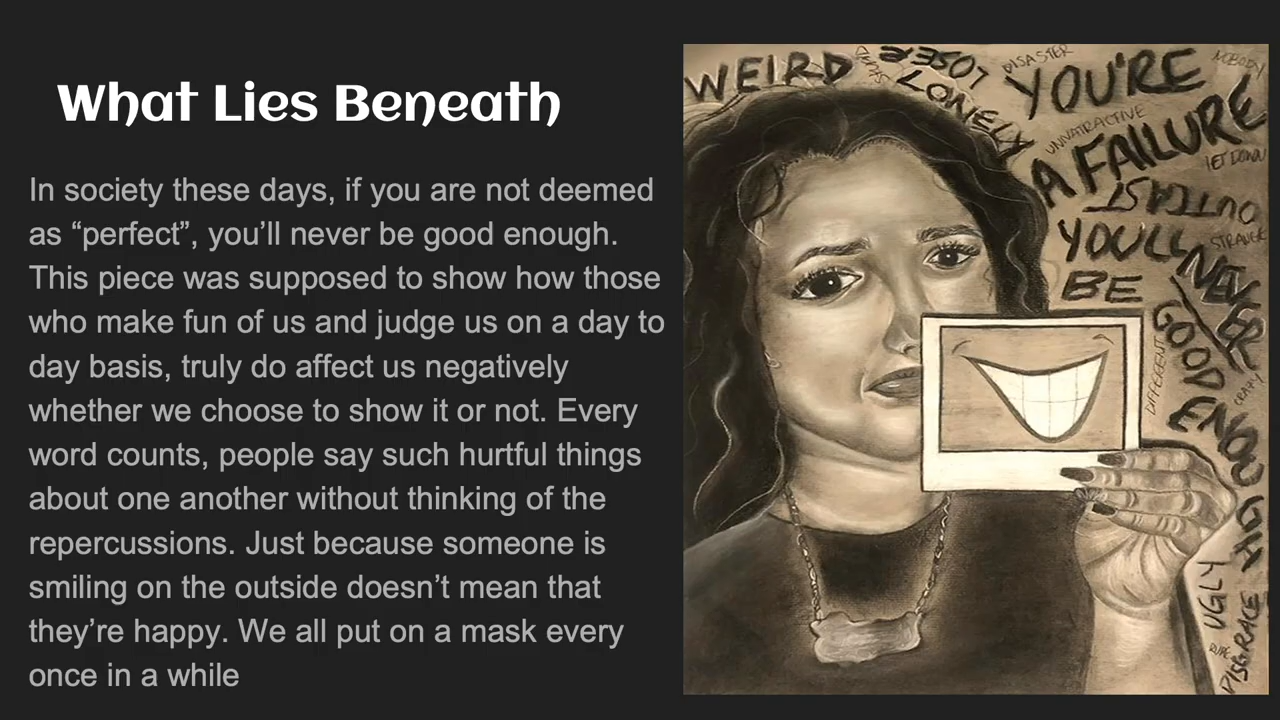 What Lies Beneath
In society these days, if you are not deemed
as “perfect”, you’ll never be good enough.
This piece was supposed to show how those
who make fun of us and judge us on a day to
day basis, truly do affect us negatively
whether we choose to show it or not. Every
word counts, people say such hurtful things
about one another without thinking of the
repercussions. Just because someone is
smiling on the outside doesn’t mean that
they’re happy. We all put on a mask every
once in a while
WEIRD
LOSER
LONELY
DISASTER
YOU'RE
NOBODY
UNNATRACTIVE
A FAILURE
LET DOWN
OUTCAST
YOULL
STRANGE
NEVER
BE
GOOD
DIFFERENT
ENOUGH
UGLY
DISGRACE